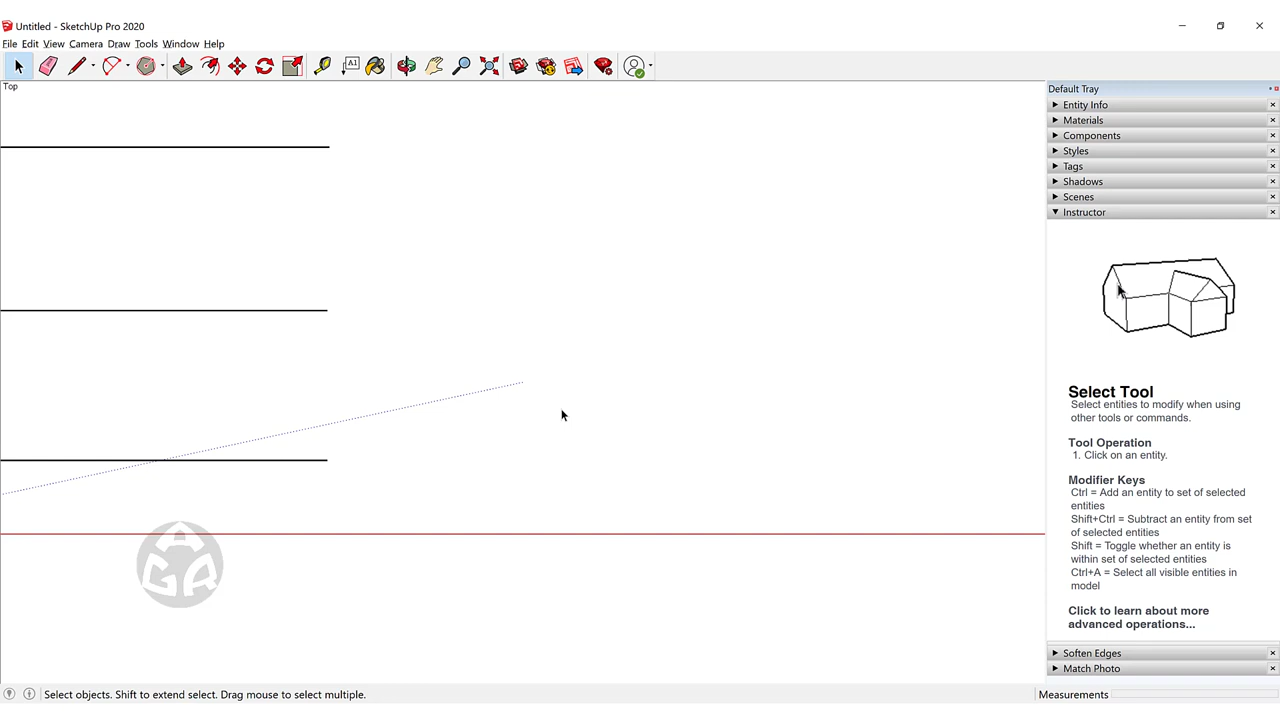 Untitled - SketchUp Pro 2020
File Edit View Camera Draw Tools Window Help
A1
Top
Default Tray
Entity Info
Materials
Components
Styles
Tags
Shadows
Scenes
Instructor
Select Tool
Select entities to modify when using
other tools or commands.
Tool Operation
1. Click on an entity.
Modifier Keys
Ctrl = Add an entity to set of selected
entities
Shift+Ctrl = Subtract an entity from set
of selected entities
Shift = Toggle whether an entity is
within set of selected entities
Ctrl+A = Select all visible entities in
model
Click to learn about more
advanced operations...
Soften Edges
Match Photo
Select objects. Shift to extend select. Drag mouse to select multiple.
Measurements